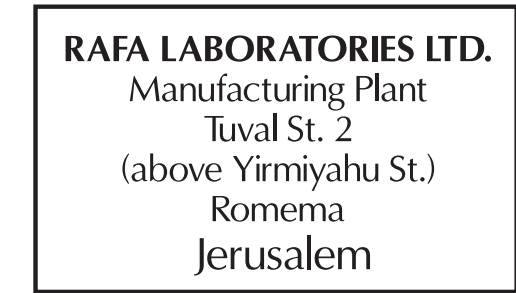 RAFA LABORATORIES LTD.
Manufacturing Plant
Tuval St. 2
(above Yirmiyahu St.)
Romema
Jerusalem